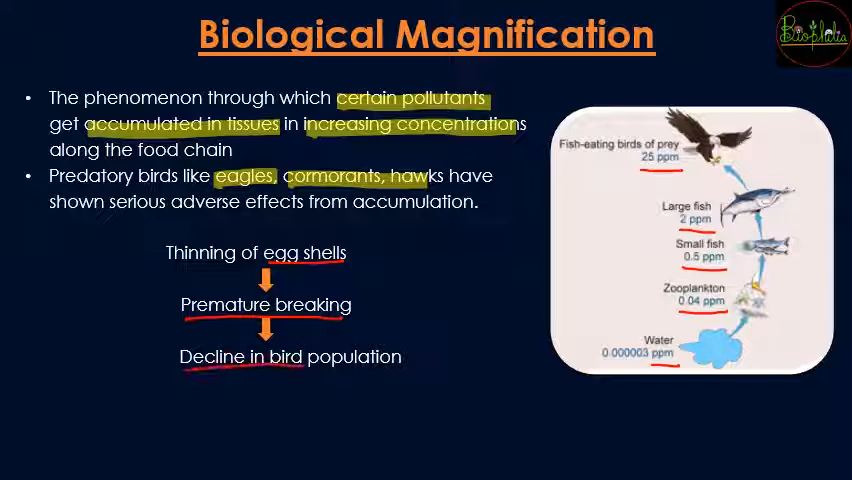 Biological Magnification
Biophilia
• The phenomenon through which certain pollutants
get accumulated in tissues in increasing concentrations
along the food chain
• Predatory birds like eagles, cormorants, hawks have
shown serious adverse effects from accumulation.
Thinning of egg shells
Premature breaking
Decline in bird population
Fish-eating birds of prey
25 ppm
Large fish
2 ppm
Small fish
0.5 ppm
Zooplankton
0.04 ppm
Water
0.000003 ppm